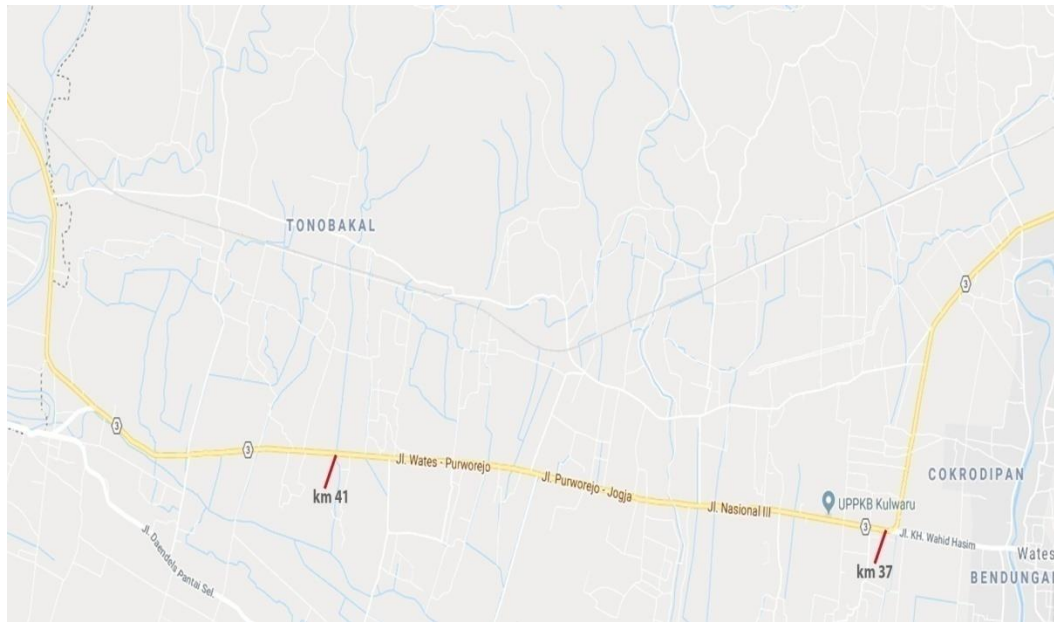 TONOBAKAL
3
3
3
km 41
Jl. Wates - Purworejo
Jl. Purworejo - Jogja
Jl. Nasional III
UPPKB Kulwaru
3
Jl. KH. Wahid Hasim
km 37
COKRODIPAN
Wates
BENDUNGAN
Jl. Daendels Pantai Sel.